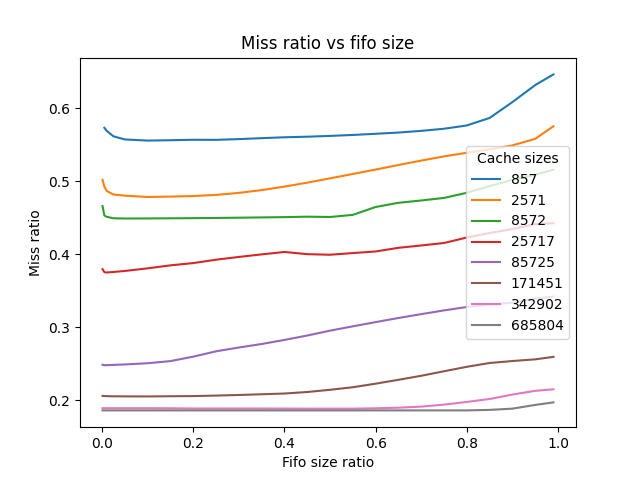 Miss ratio vs fifo size
Miss ratio
0.6
0.5
0.4
0.3
0.2
Cache sizes
857
2571
8572
25717
85725
171451
342902
685804
0.0 0.2 0.4 0.6 0.8 1.0
Fifo size ratio